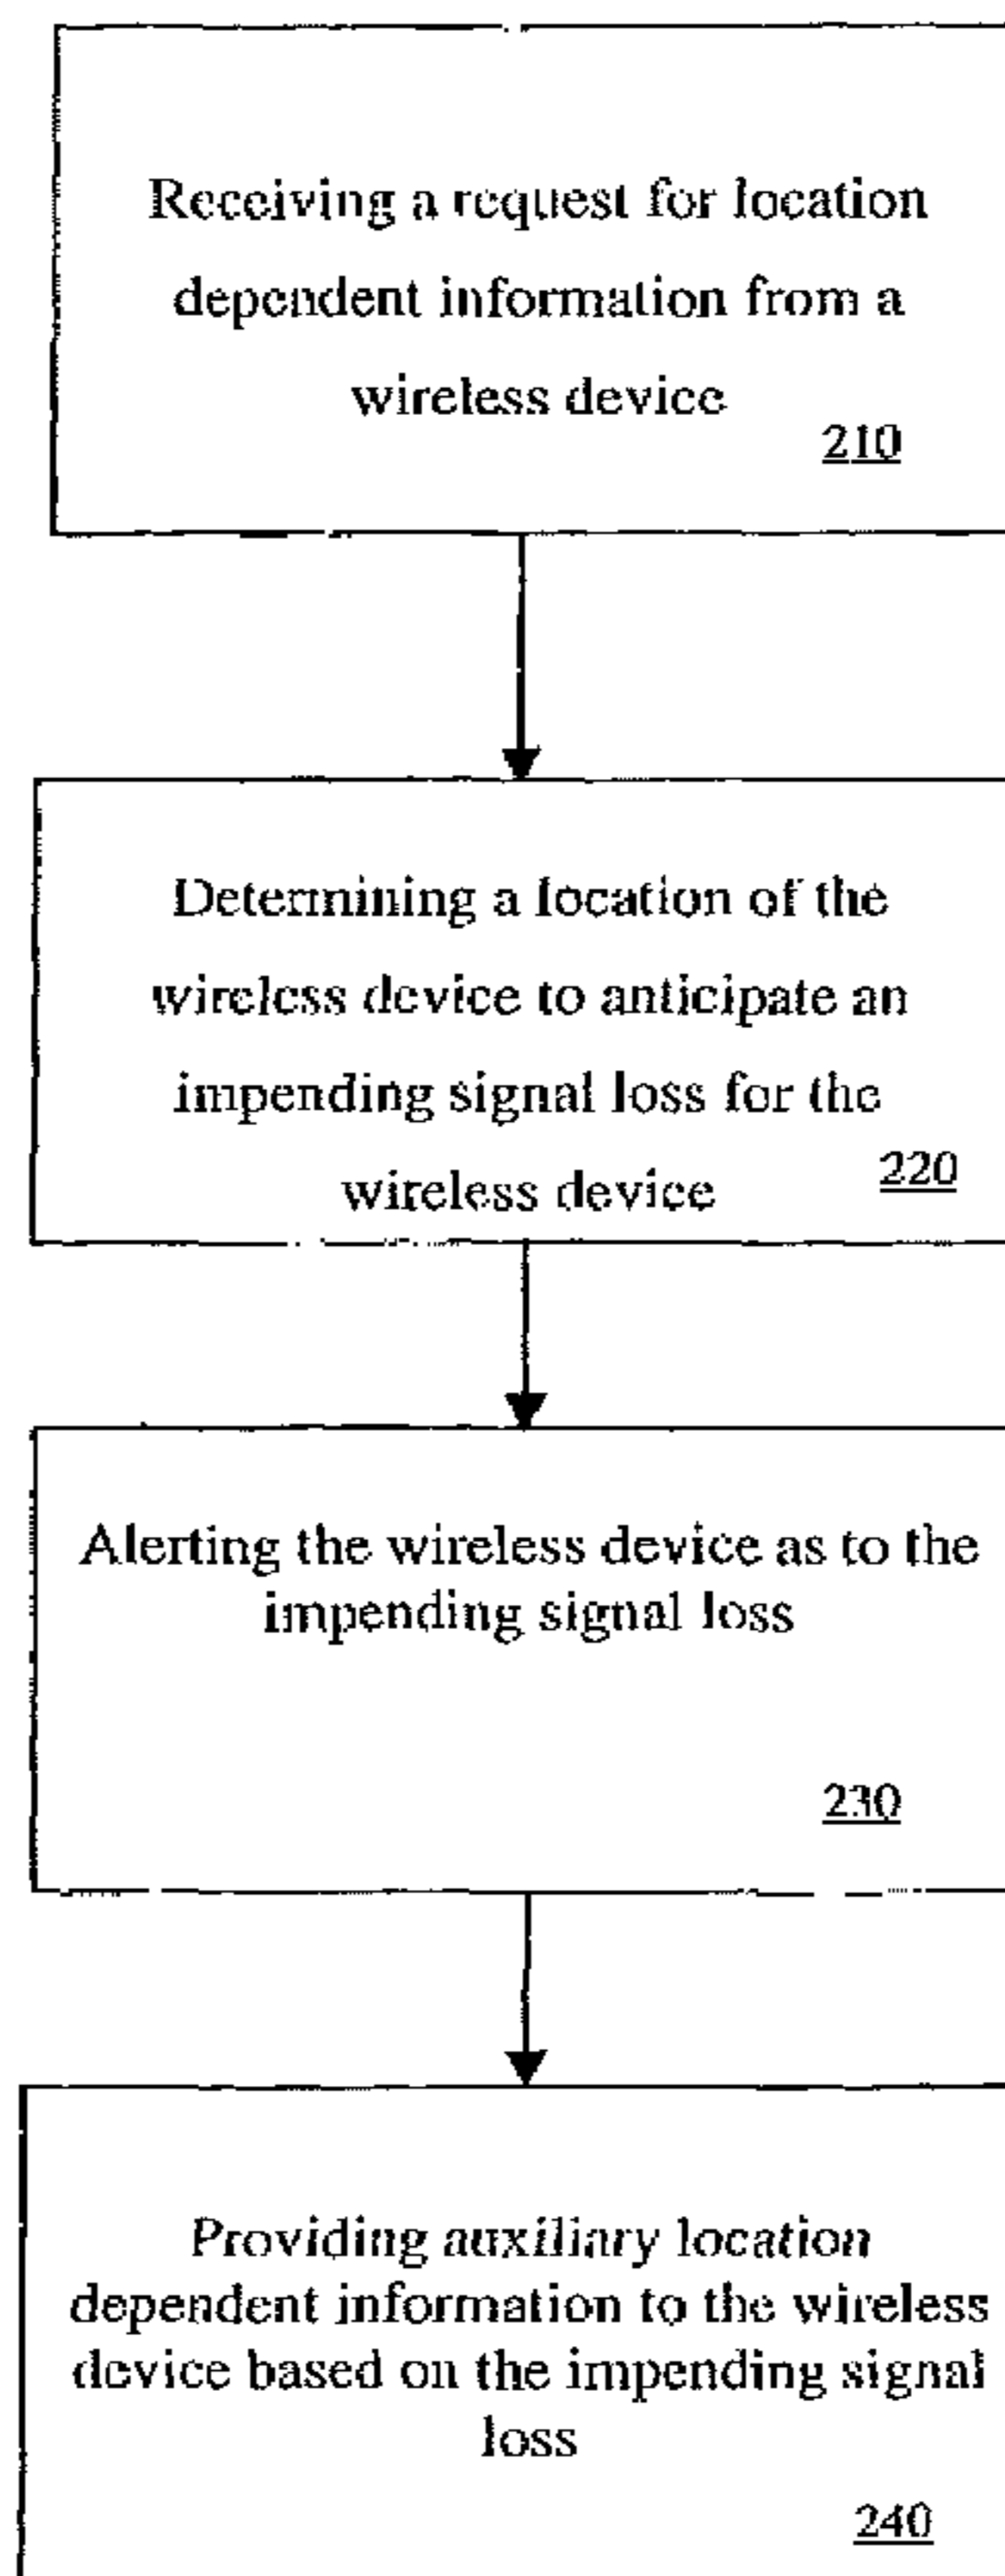 Receiving a request for location
dependent information from a
wireless device
210
Determining a location of the
wireless device to anticipate an
impending signal loss for the
wireless device
220
Alerting the wireless device as to the
impending signal loss
230
Providing auxiliary location
dependent information to the wireless
device based on the impending signal
loss
240